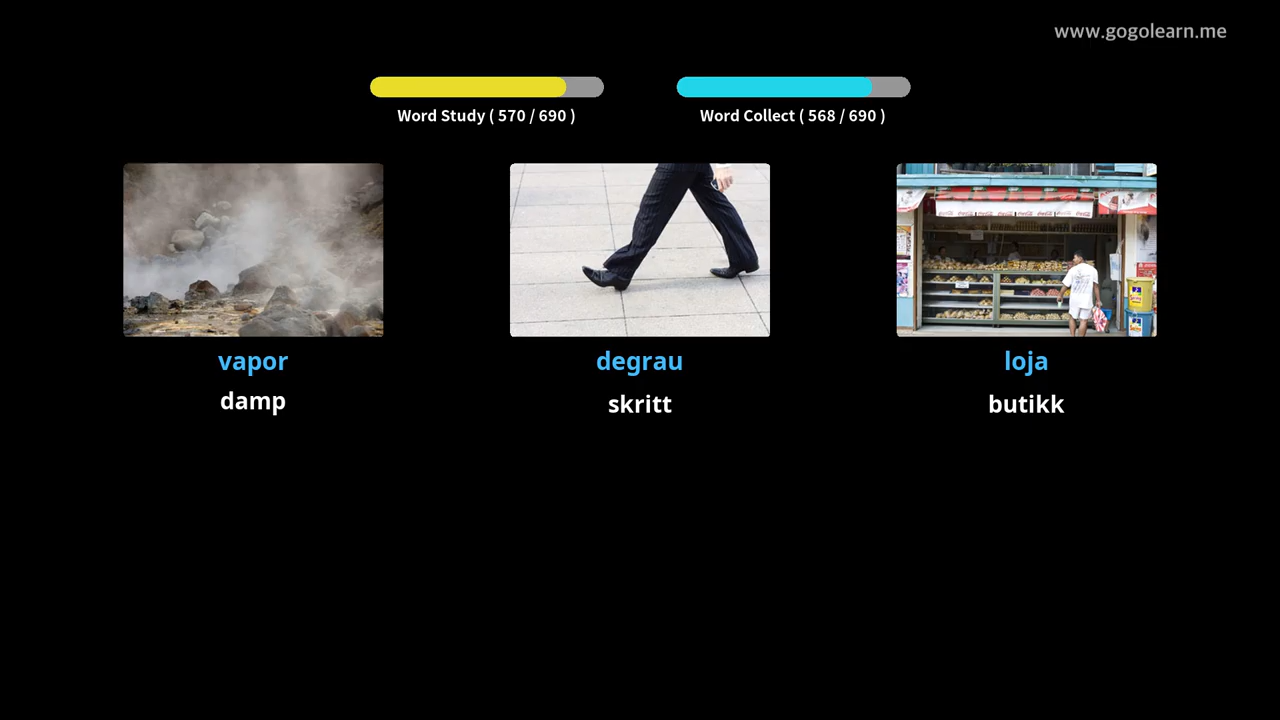 www.gogolearn.me
Word Study ( 570 / 690 )
Word Collect ( 568 / 690 )
vapor
degrau
loja
damp
skritt
butikk